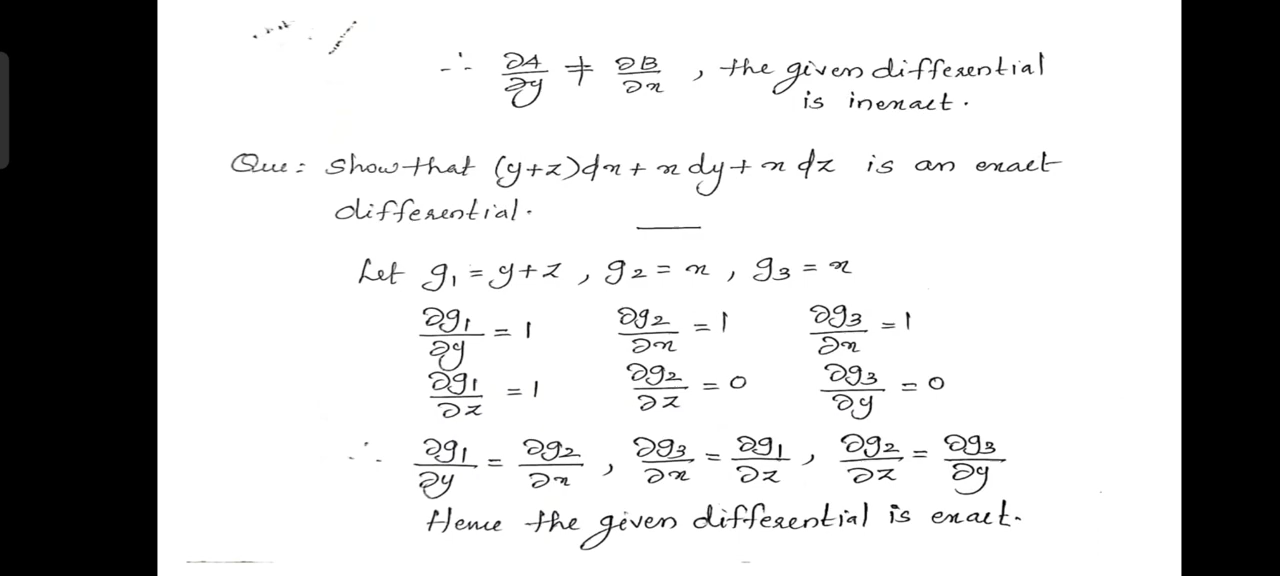 ∴ ∂A/∂y ≠ ∂B/∂x , the given differential
is inexact.
Que: Show that (y+z)dx + x dy + x dz is an exact
differential.
Let g₁ = y+z , g₂ = x , g₃ = x
∂g₁/∂y = 1 ∂g₂/∂x = 1 ∂g₃/∂x = 1
∂g₁/∂z = 1 ∂g₂/∂z = 0 ∂g₃/∂y = 0
∴ ∂g₁/∂y = ∂g₂/∂x , ∂g₃/∂x = ∂g₁/∂z , ∂g₂/∂z = ∂g₃/∂y
Hence the given differential is exact.